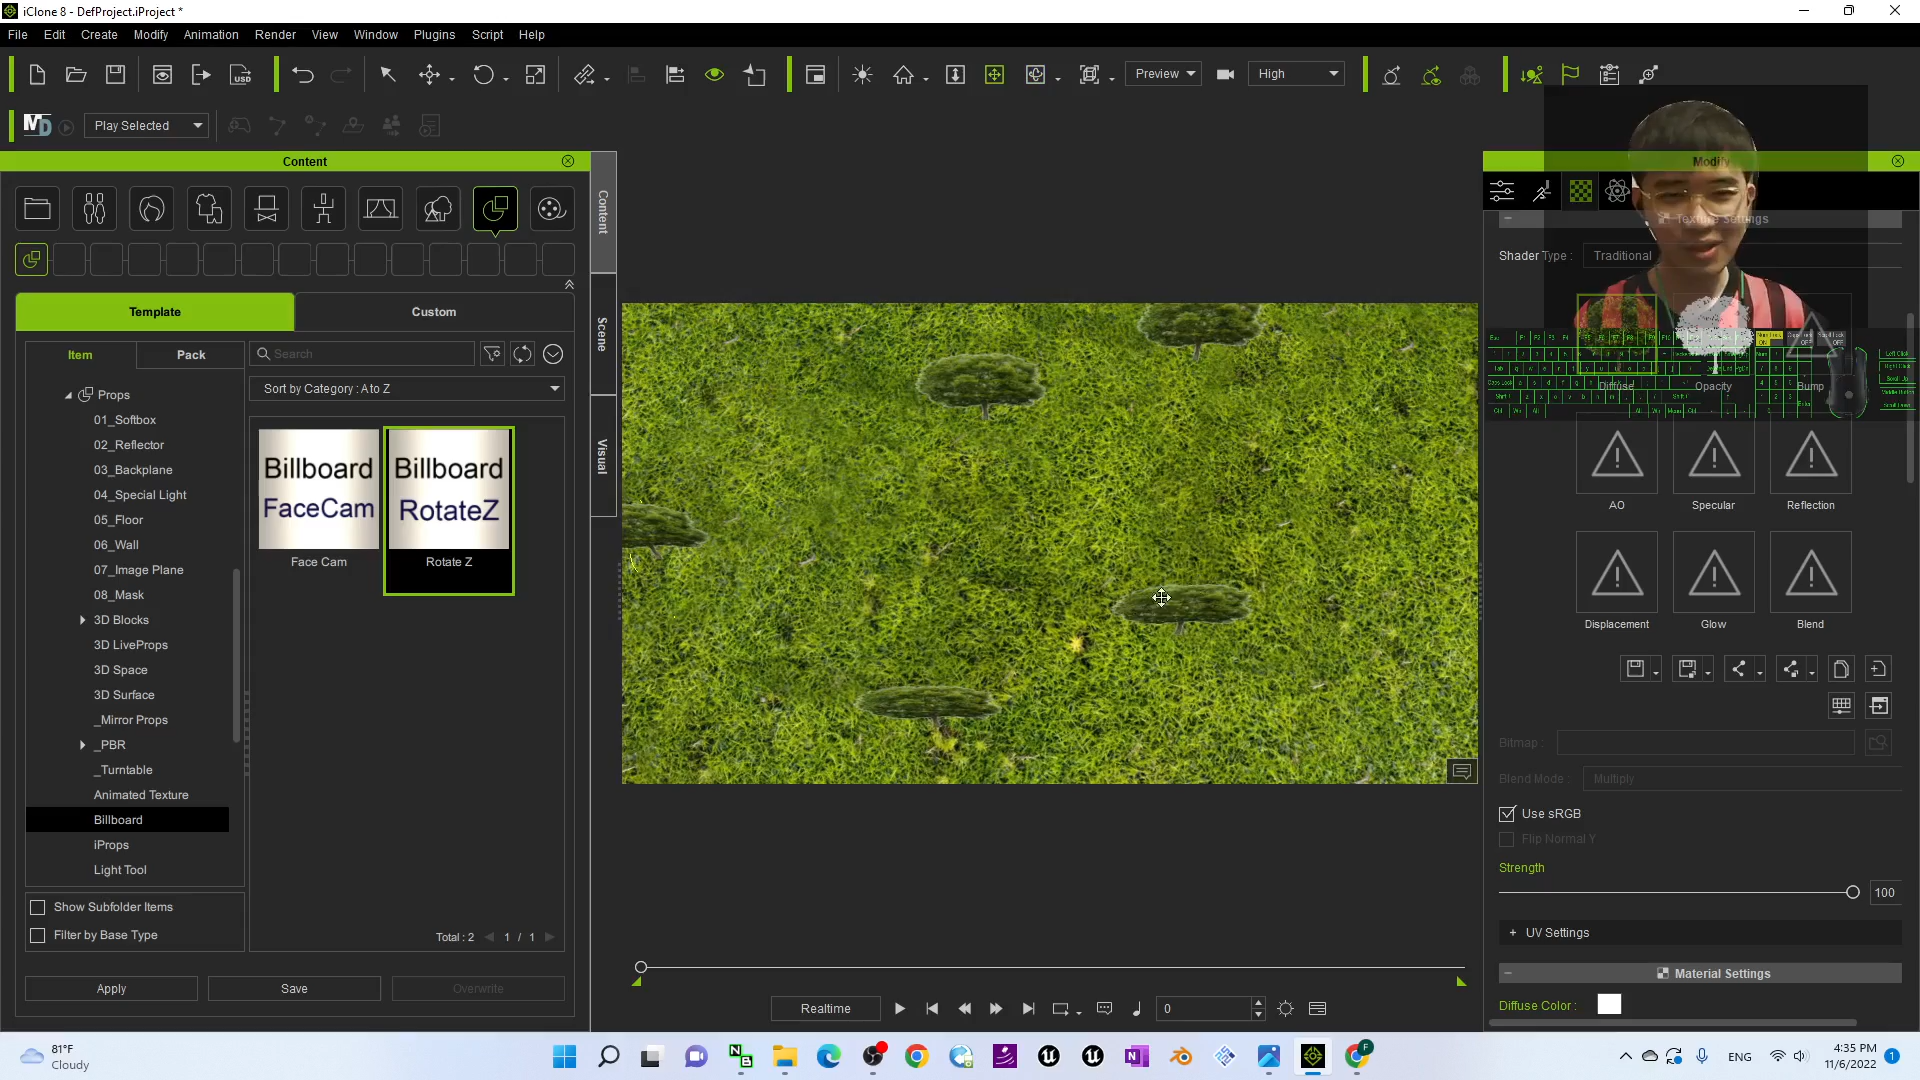 iClone 8 - DefProject.iProject *
File Edit Create Modify Animation Render View Window Plugins Script Help
USD
Preview
High
MD
Play Selected
Content
Modify
Content
Scene
Visual
Template
Custom
Item
Pack
Search
Sort by Category : A to Z
Props
01_Softbox
02_Reflector
03_Backplane
04_Special Light
05_Floor
06_Wall
07_Image Plane
08_Mask
3D Blocks
3D LiveProps
3D Space
3D Surface
_Mirror Props
_PBR
_Turntable
Animated Texture
Billboard
iProps
Light Tool
Billboard
FaceCam
Face Cam
Billboard
RotateZ
Rotate Z
Show Subfolder Items
Filter by Base Type
Total : 2 1 / 1
Apply
Save
Overwrite
Texture Settings
Shader Type : Traditional
Diffuse
Opacity
Bump
AO
Specular
Reflection
Displacement
Glow
Blend
Bitmap :
Blend Mode : Multiply
Use sRGB
Flip Normal Y
Strength
100
+ UV Settings
Material Settings
Diffuse Color :
Realtime
0
81°F
Cloudy
ENG
4:35 PM
11/6/2022
1